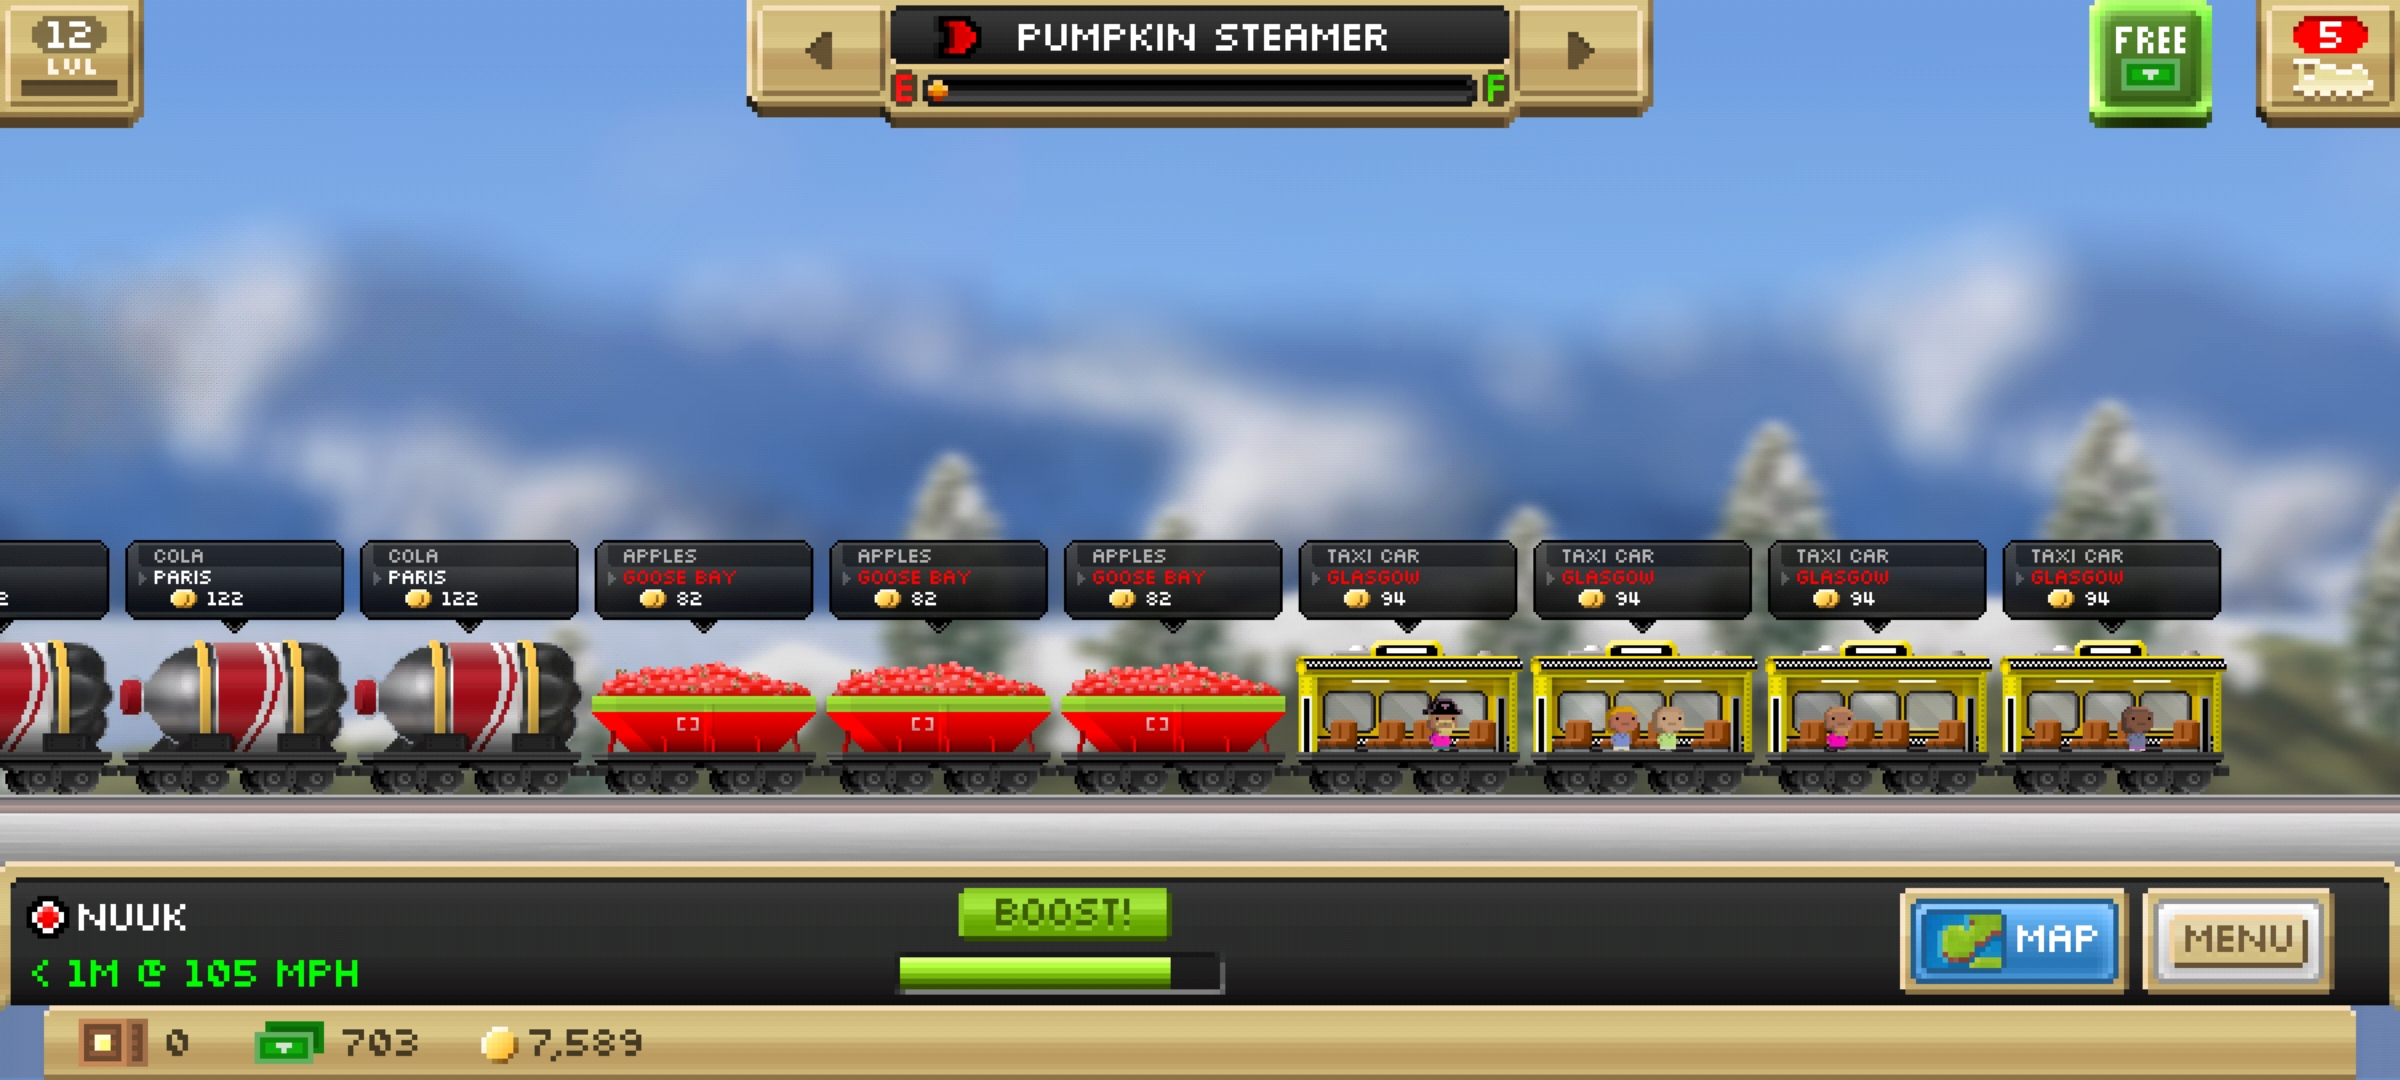 12
LVL
PUMPKIN STEAMER
E
F
FREE
5
2
COLA
PARIS
122
COLA
PARIS
122
APPLES
GOOSE BAY
82
APPLES
GOOSE BAY
82
APPLES
GOOSE BAY
82
TAXI CAR
GLASGOW
94
TAXI CAR
GLASGOW
94
TAXI CAR
GLASGOW
94
TAXI CAR
GLASGOW
94
NUUK
< 1M @ 105 MPH
BOOST!
MAP
MENU
0
703
7,589